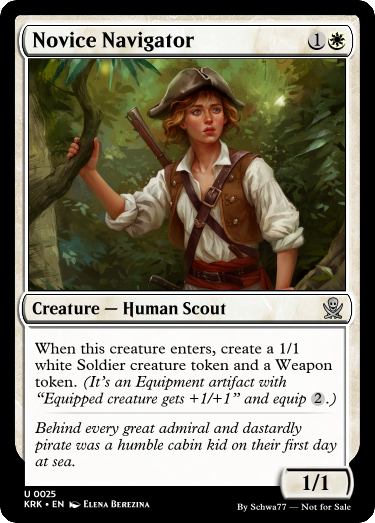 Novice Navigator 1
Creature — Human Scout
When this creature enters, create a 1/1
white Soldier creature token and a Weapon
token. (It's an Equipment artifact with
“Equipped creature gets +1/+1” and equip 2.)
Behind every great admiral and dastardly
pirate was a humble cabin kid on their first day
at sea.
1/1
U 0025
KRK • EN Elena Berezina
By Schwa77 — Not for Sale